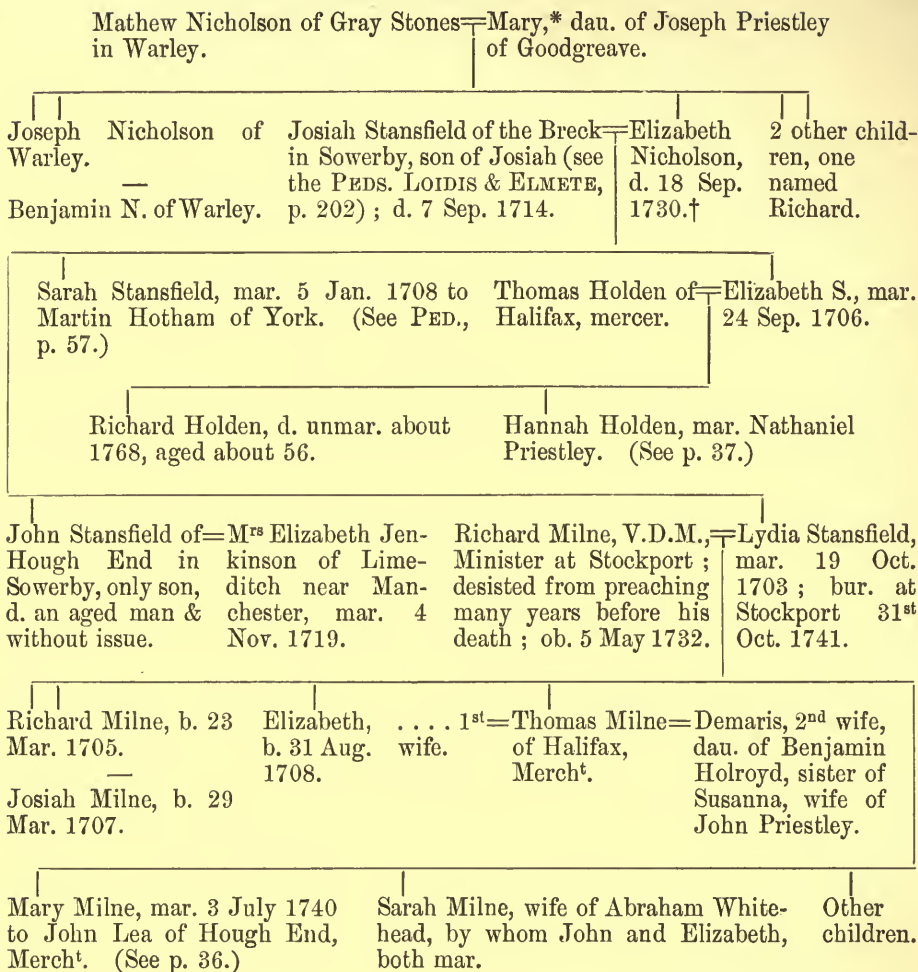 Mathew Nicholson of Gray Stones=Mary,* dau. of Joseph Priestley
in Warley. of Goodgreave.
Joseph Nicholson of
Warley.
—
Benjamin N. of Warley.
Josiah Stansfield of the Breck=Elizabeth
in Sowerby, son of Josiah (see
the PEDS. LOIDIS & ELMETE,
p. 202) ; d. 7 Sep. 1714.
Nicholson,
d. 18 Sep.
1730.†
2 other child-
ren, one
named
Richard.
Sarah Stansfield, mar. 5 Jan. 1708 to
Martin Hotham of York. (See PED.,
p. 57.)
Thomas Holden of=Elizabeth S., mar.
Halifax, mercer. 24 Sep. 1706.
Richard Holden, d. unmar. about
1768, aged about 56.
Hannah Holden, mar. Nathaniel
Priestley. (See p. 37.)
John Stansfield of=Mrs Elizabeth Jen-
Hough End in
Sowerby, only son,
d. an aged man &
without issue.
kinson of Lime-
ditch near Man-
chester, mar. 4
Nov. 1719.
Richard Milne, V.D.M.,=Lydia Stansfield,
Minister at Stockport ;
desisted from preaching
many years before his
death ; ob. 5 May 1732.
mar. 19 Oct.
1703 ; bur. at
Stockport 31st
Oct. 1741.
Richard Milne, b. 23
Mar. 1705.
—
Josiah Milne, b. 29
Mar. 1707.
Elizabeth,
b. 31 Aug.
1708.
. . . . 1st=Thomas Milne=Demaris, 2nd wife,
wife.
of Halifax,
Mercht.
dau. of Benjamin
Holroyd, sister of
Susanna, wife of
John Priestley.
Mary Milne, mar. 3 July 1740
to John Lea of Hough End,
Mercht. (See p. 36.)
Sarah Milne, wife of Abraham White-
head, by whom John and Elizabeth,
both mar.
Other
children.